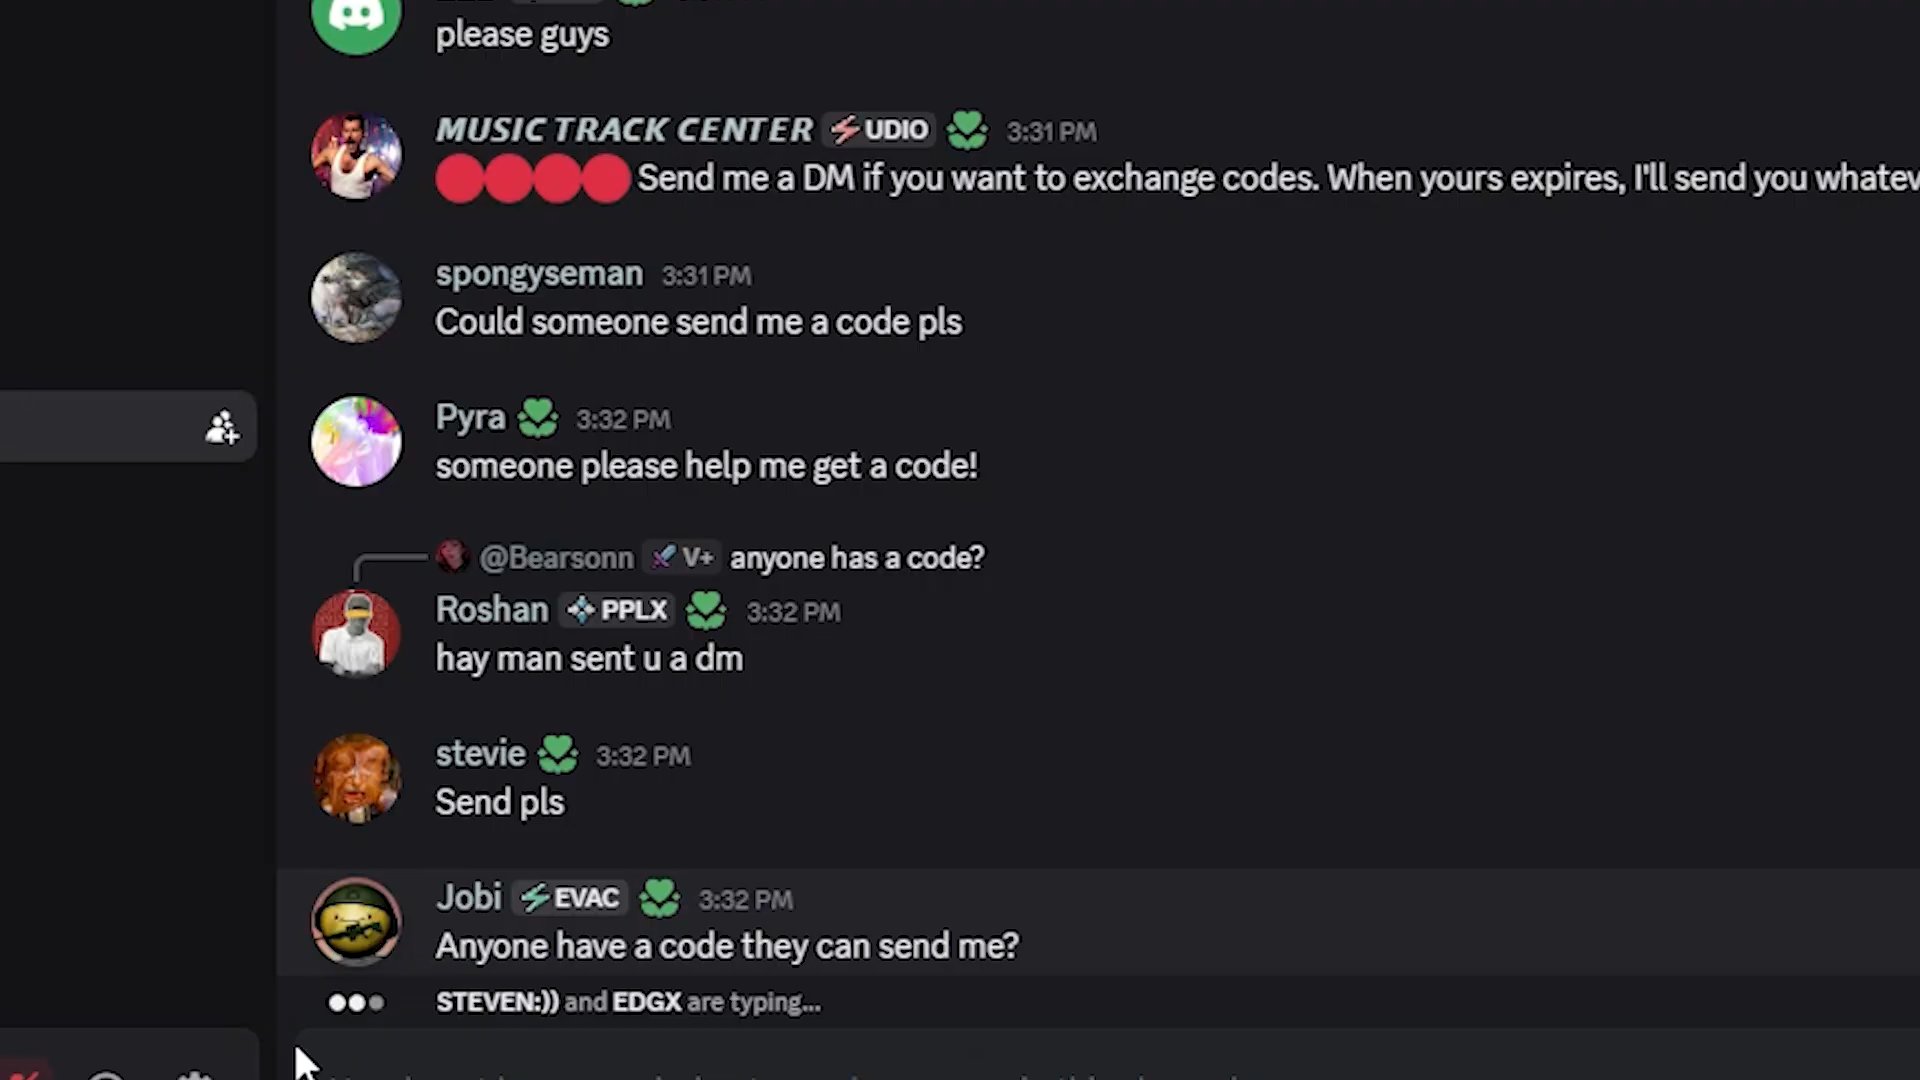 please guys
MUSIC TRACK CENTER UDIO 3:31 PM
Send me a DM if you want to exchange codes. When yours expires, I'll send you whatev
spongyseman 3:31 PM
Could someone send me a code pls
Pyra 3:32 PM
someone please help me get a code!
@Bearsonn V+ anyone has a code?
Roshan PPLX 3:32 PM
hay man sent u a dm
stevie 3:32 PM
Send pls
Jobi EVAC 3:32 PM
Anyone have a code they can send me?
STEVEN:)) and EDGX are typing...